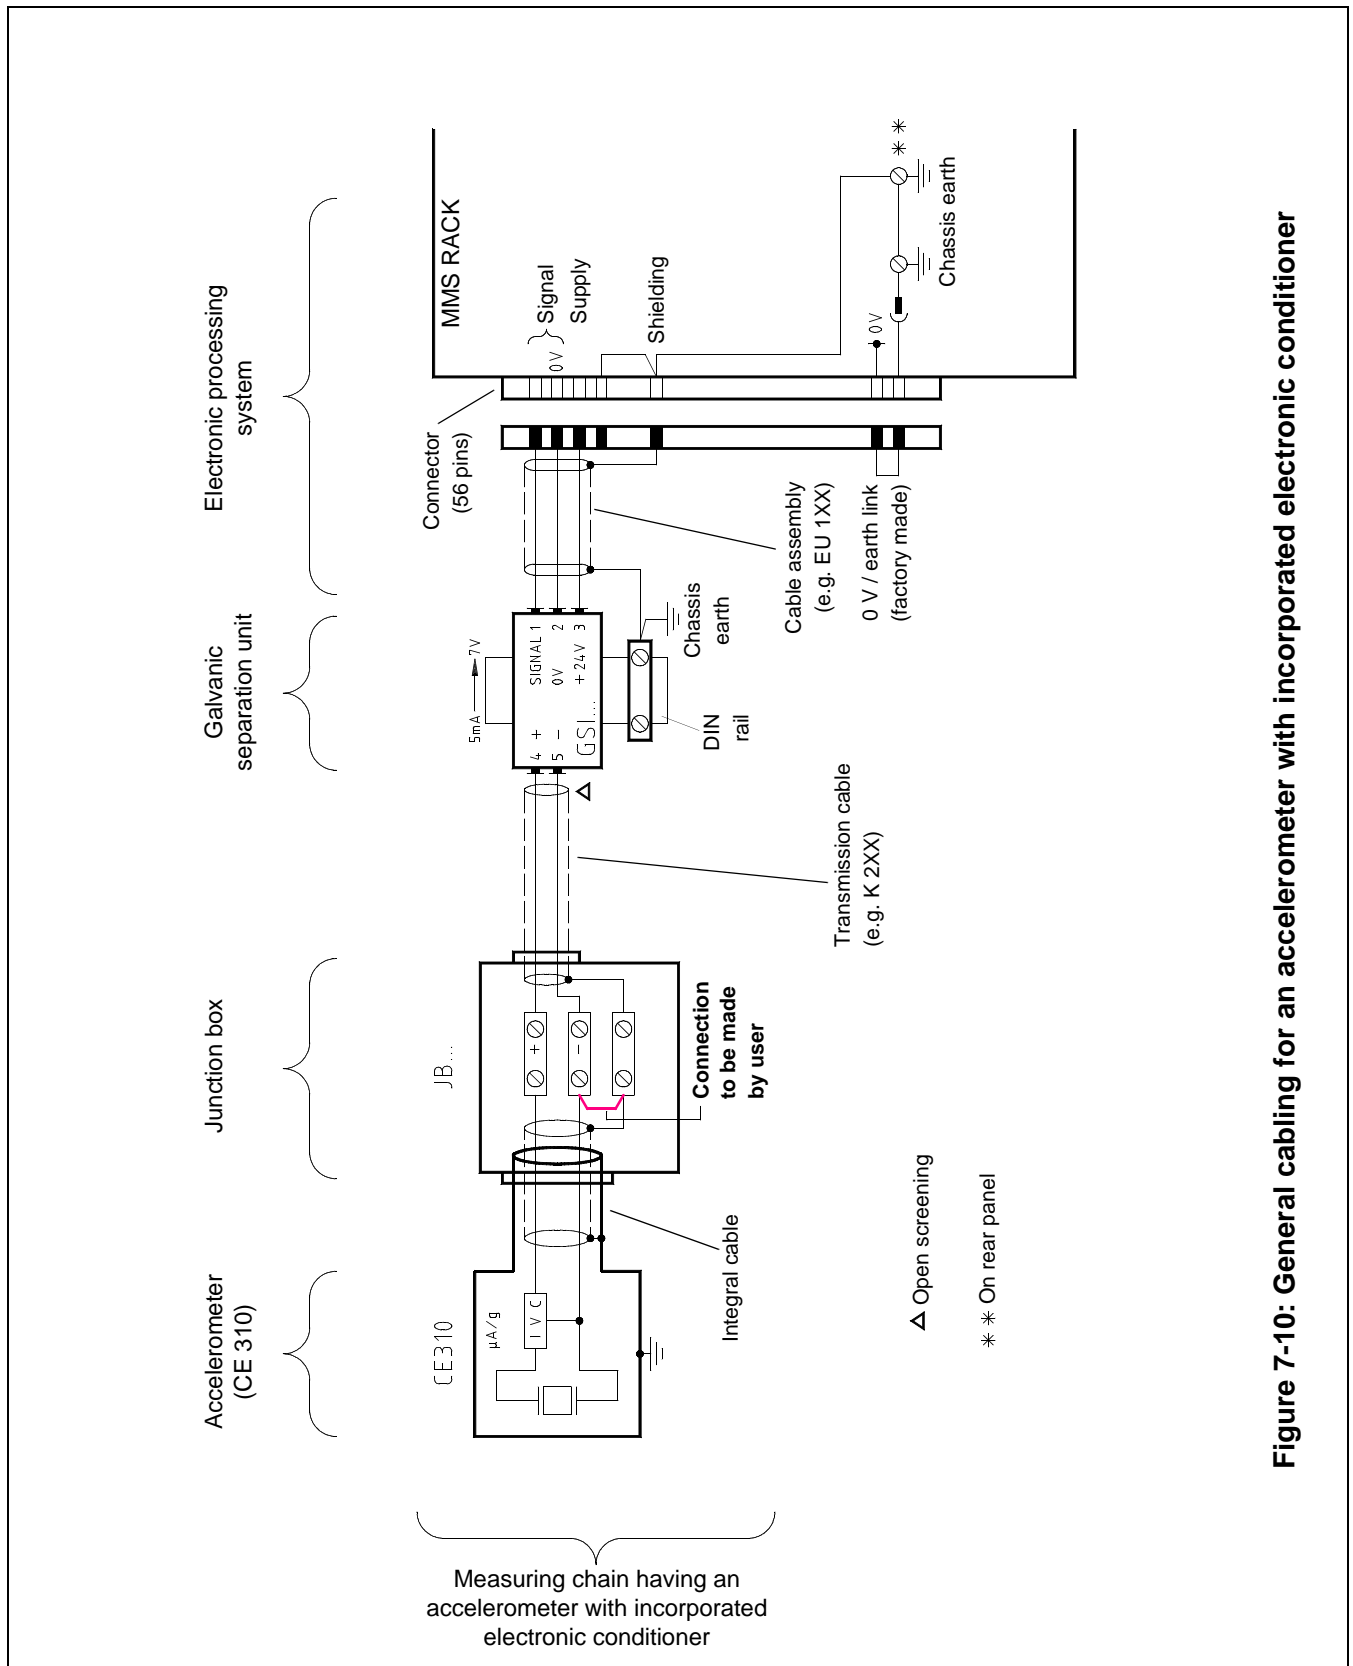 Measuring chain having an
accelerometer with incorporated
electronic conditioner
Accelerometer
(CE 310)
Junction box
Galvanic
separation unit
Electronic processing
system
CE310
µA/g
I V C
Integral cable
JB...
+
-
Connection
to be made
by user
Transmission cable
(e.g. K 2XX)
5mA
7V
4 +
5 -
SIGNAL 1
0V 2
+24V 3
GSI...
DIN
rail
Chassis
earth
Connector
(56 pins)
Cable assembly
(e.g. EU 1XX)
0 V / earth link
(factory made)
MMS RACK
Signal
0V
Supply
Shielding
0V
Chassis earth
* *
Δ Open screening
* * On rear panel
Figure 7-10: General cabling for an accelerometer with incorporated electronic conditioner